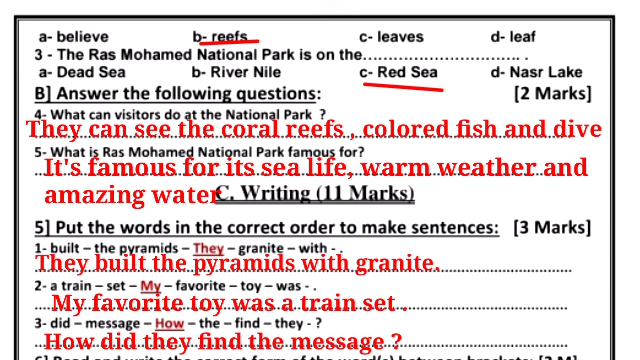 a- believe b- reefs c- leaves d- leaf
3 - The Ras Mohamed National Park is on the................................. .
a- Dead Sea b- River Nile c- Red Sea d- Nasr Lake
B] Answer the following questions: [2 Marks]
4- What can visitors do at the National Park ?
They can see the coral reefs , colored fish and dive
5- What is Ras Mohamed National Park famous for?
It's famous for its sea life, warm weather and
amazing water
C. Writing (11 Marks)
5] Put the words in the correct order to make sentences: [3 Marks]
1- built – the pyramids – They – granite – with - .
They built the pyramids with granite.
2- a train – set – My – favorite – toy – was - .
My favorite toy was a train set .
3- did – message – How – the – find – they - ?
How did they find the message ?